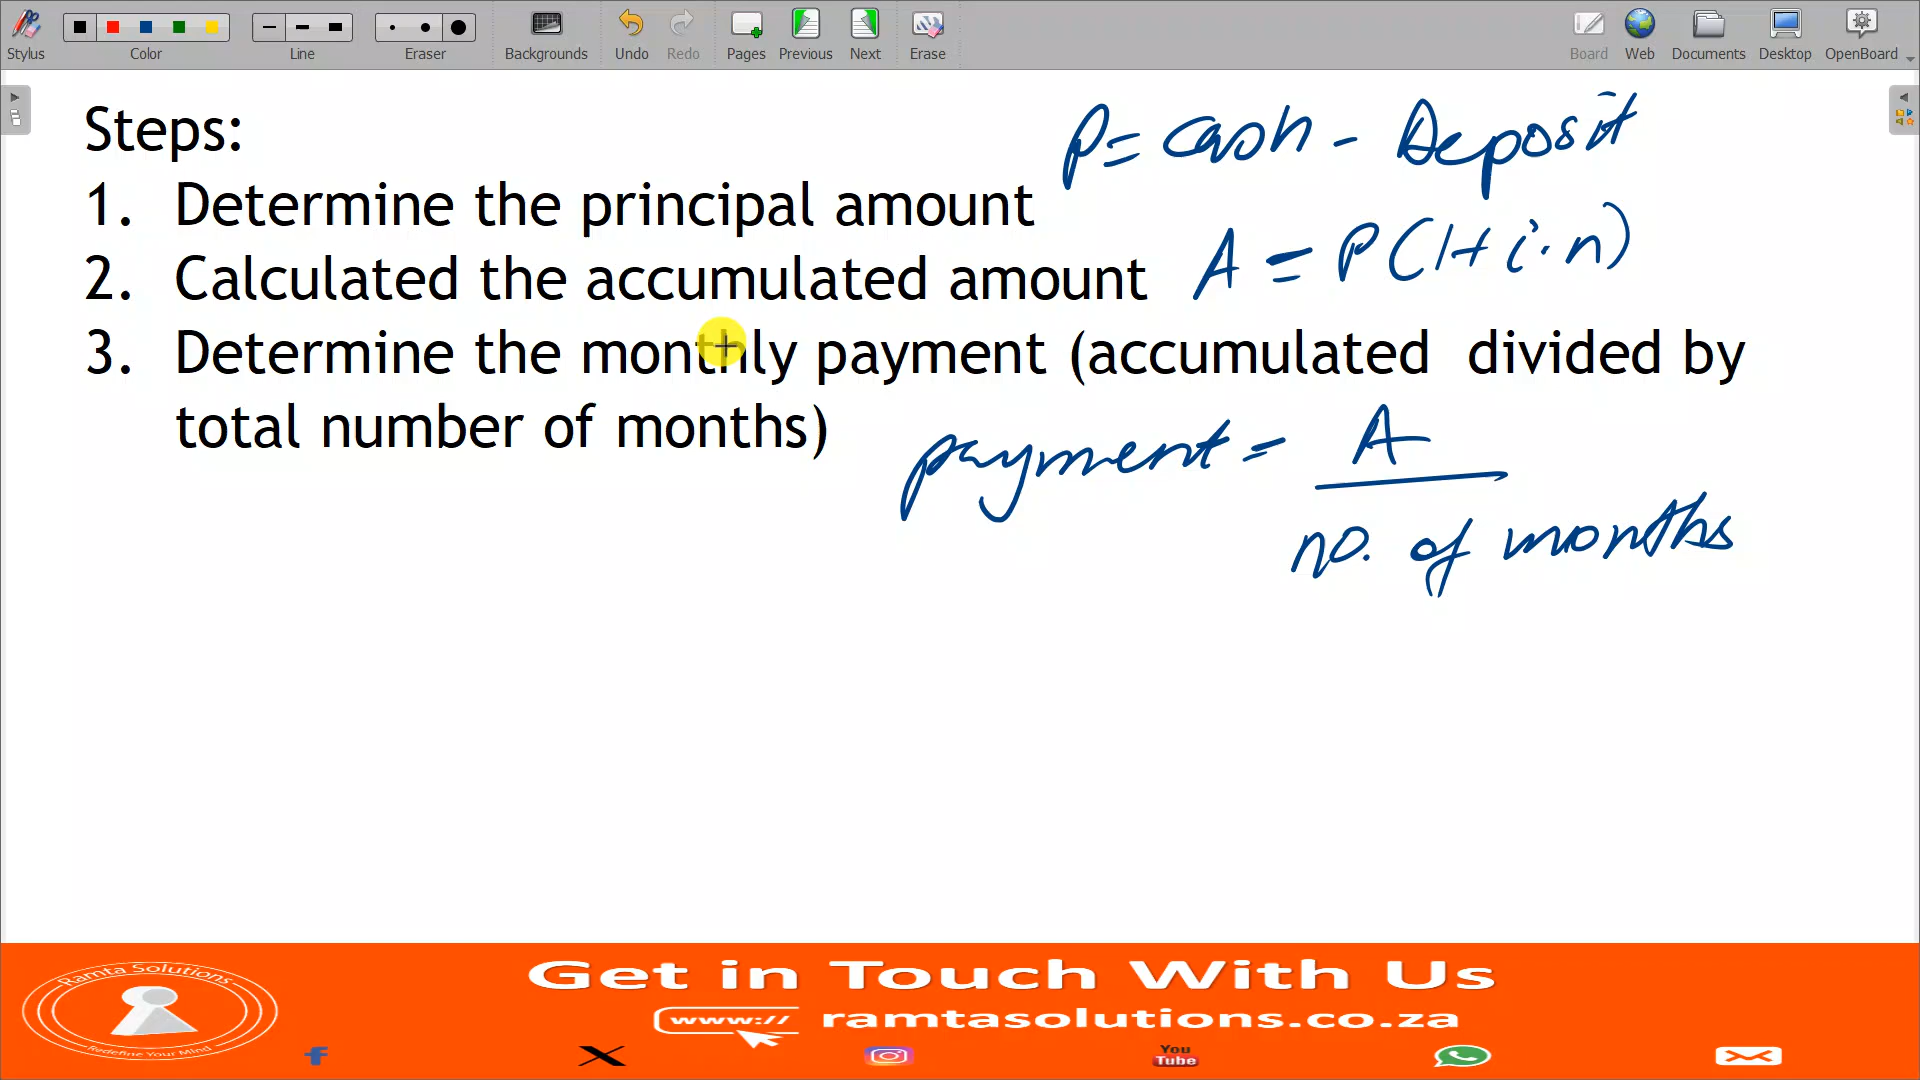 Stylus
Color
Line
Eraser
Backgrounds
Undo
Redo
Pages
Previous
Next
Erase
Board
Web
Documents
Desktop
OpenBoard
Steps:
P = cash - Deposit
1. Determine the principal amount
A = P(1+i·n)
2. Calculated the accumulated amount
3. Determine the monthly payment (accumulated divided by
total number of months)
payment = A
no. of months
Ramta Solutions
Redefine Your Mind
Get in Touch With Us
www://
ramtasolutions.co.za
f
X
You
Tube